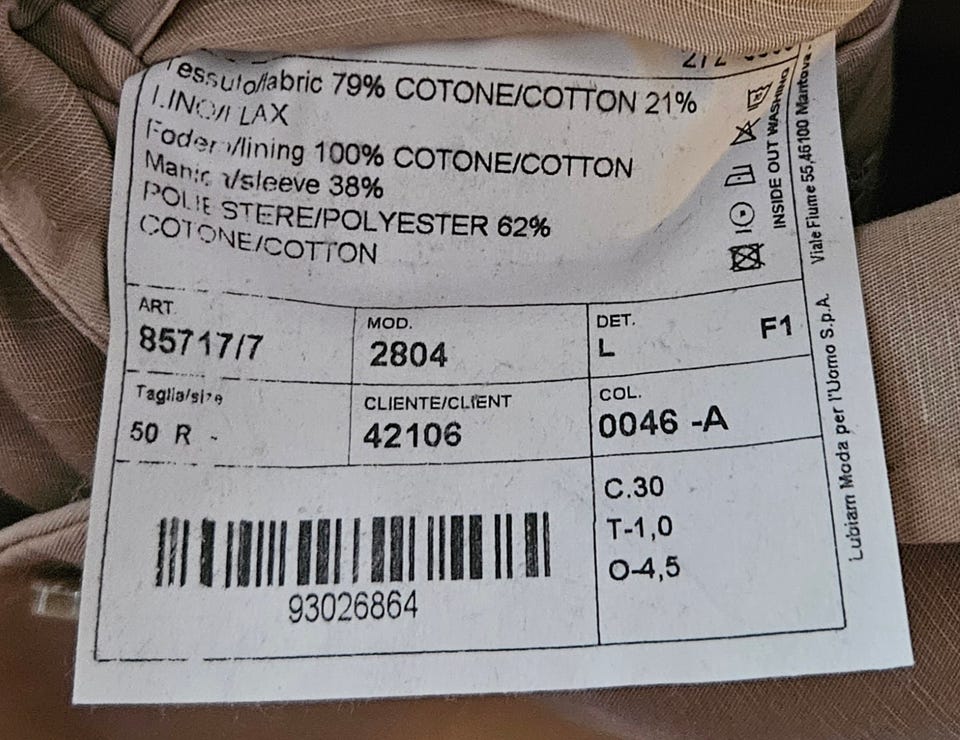 Tessuto/fabric 79% COTONE/COTTON 21%
LINO/FLAX
Fodera/lining 100% COTONE/COTTON
Manica/sleeve 38%
POLIESTERE/POLYESTER 62%
COTONE/COTTON
INSIDE OUT WASHING
ART.
85717/7
MOD.
2804
DET.
L F1
Taglia/size
50 R -
CLIENTE/CLIENT
42106
COL.
0046 -A
C.30
T-1,0
O-4,5
93026864
Lubiam Moda per l'Uomo S.p.A. Viale Fiume 55,46100 Mantova